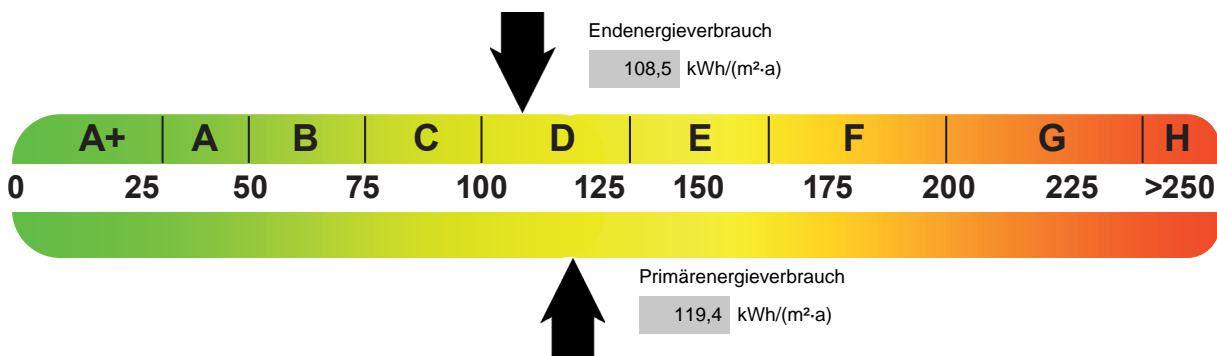 Endenergieverbrauch
108,5 kWh/(m²·a)
A+ A B C D E F G H
0 25 50 75 100 125 150 175 200 225 >250
Primärenergieverbrauch
119,4 kWh/(m²·a)